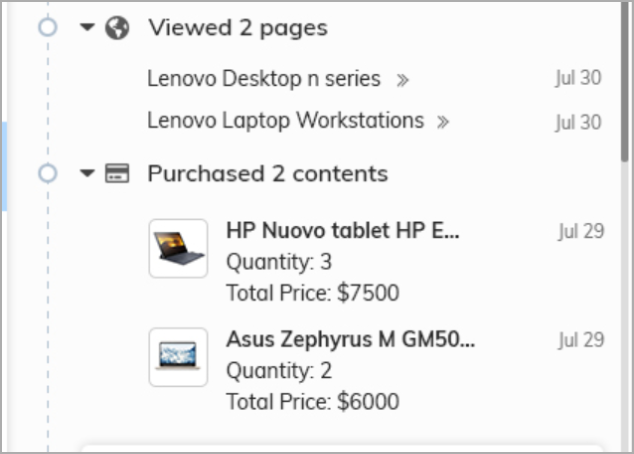 Viewed 2 pages
Lenovo Desktop n series »
Jul 30
Lenovo Laptop Workstations »
Jul 30
Purchased 2 contents
HP Nuovo tablet HP E...
Jul 29
Quantity: 3
Total Price: $7500
Asus Zephyrus M GM50...
Jul 29
Quantity: 2
Total Price: $6000